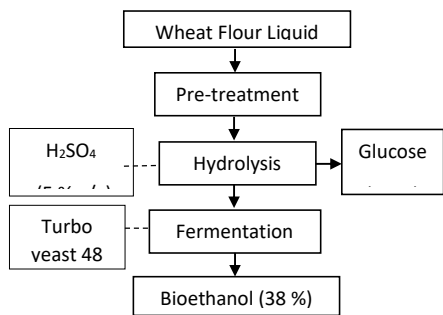 Wheat Flour Liquid
Pre-treatment
H₂SO₄
Hydrolysis
Glucose
Turbo
yeast 48
Fermentation
Bioethanol (38 %)